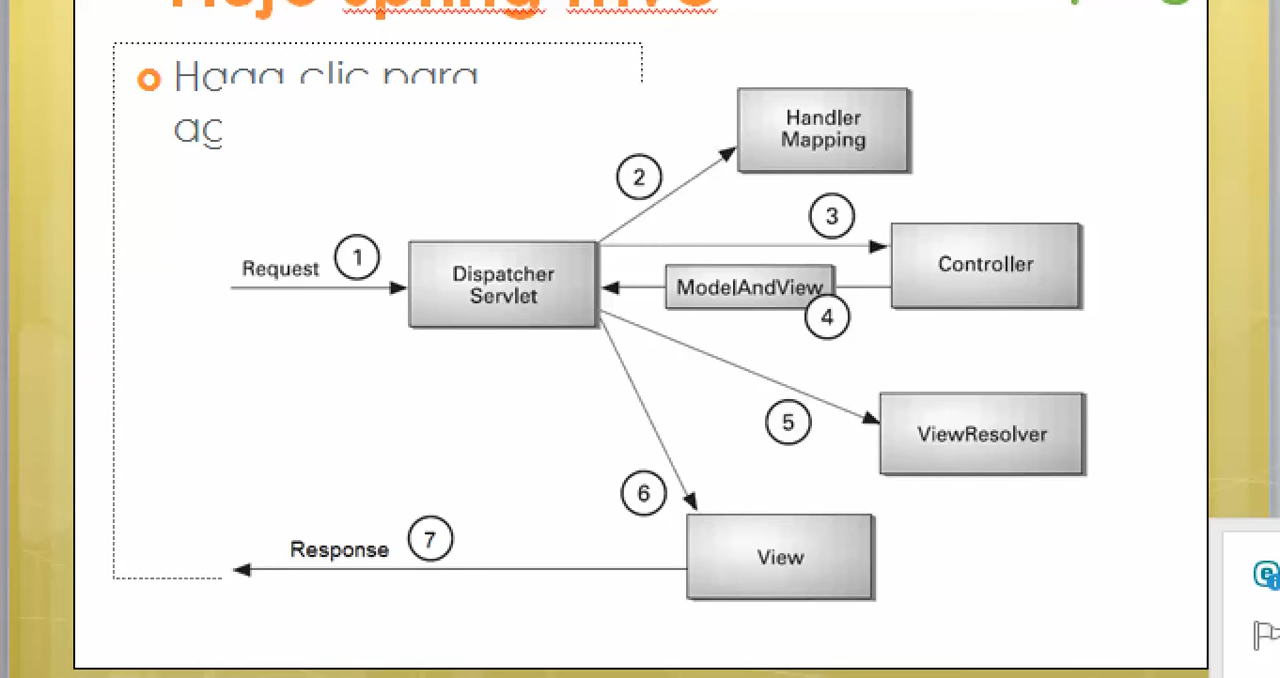 Haga clic para
Handler
Mapping
2
3
Request
1
Dispatcher
Servlet
ModelAndView
Controller
4
5
ViewResolver
6
Response
7
View